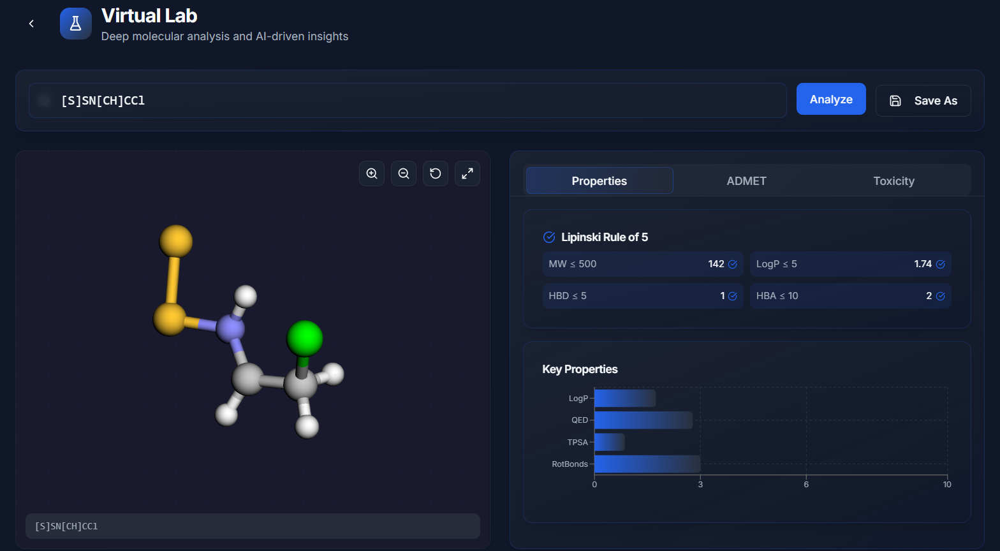 Virtual Lab
Deep molecular analysis and AI-driven insights
[S]SN[CH]CCl
Analyze
Save As
Properties
ADMET
Toxicity
Lipinski Rule of 5
MW ≤ 500
142
LogP ≤ 5
1.74
HBD ≤ 5
1
HBA ≤ 10
2
Key Properties
LogP
QED
TPSA
RotBonds
0
3
6
10
[S]SN[CH]CCl